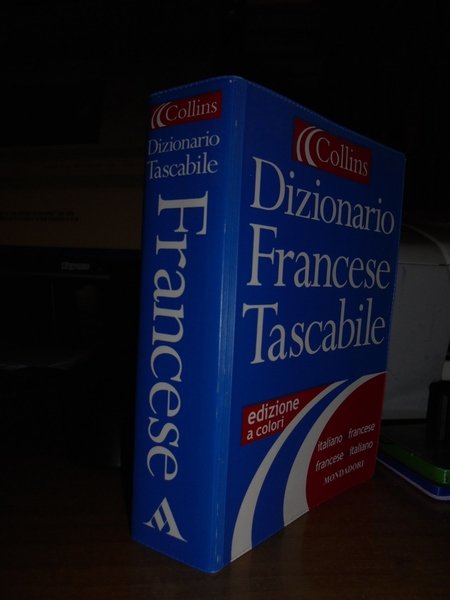 Collins
Dizionario
Tascabile
Francese
Collins
Dizionario
Francese
Tascabile
edizione
a colori
italiano francese
francese italiano
MONDADORI